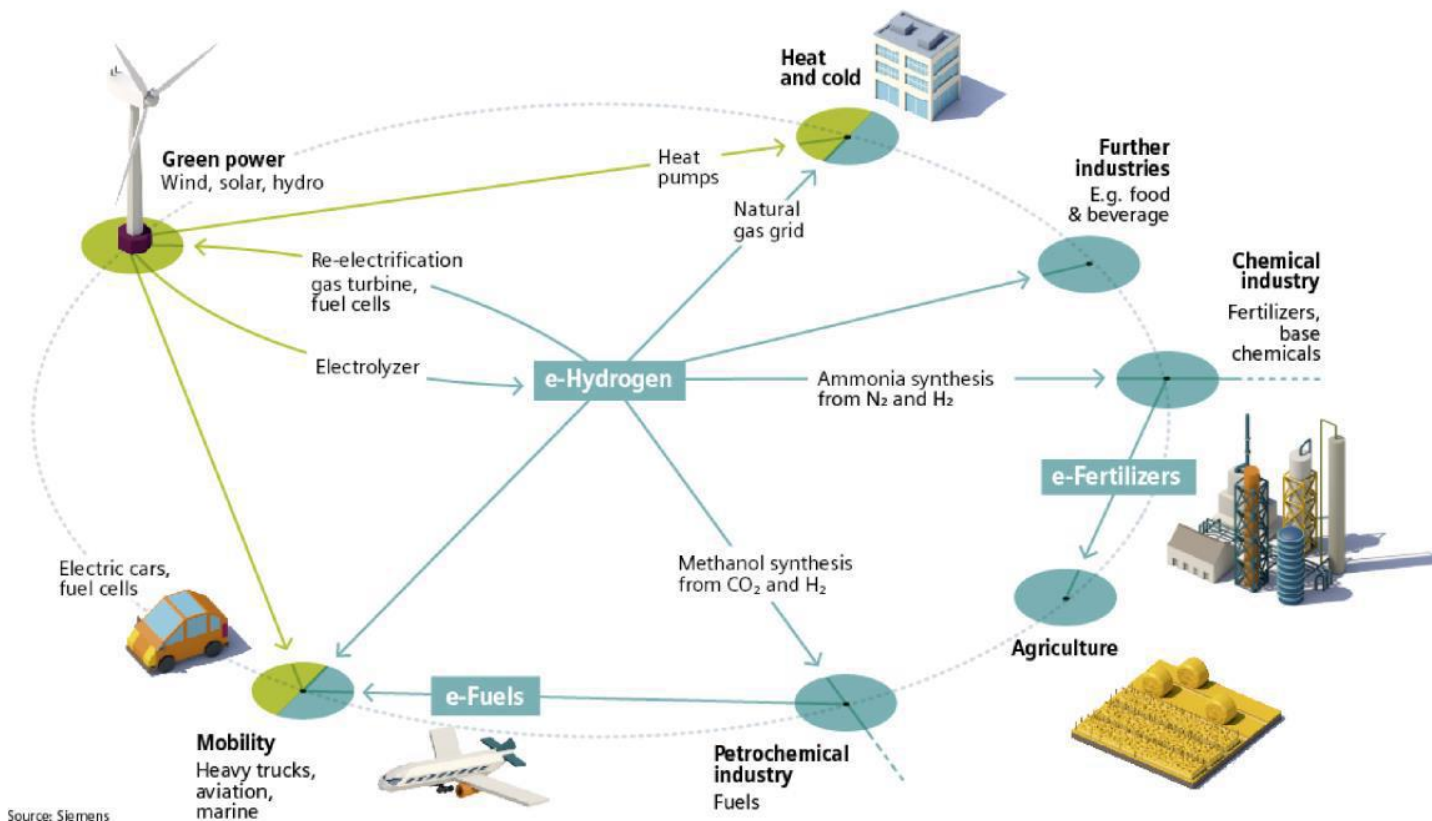 Heat
and cold
Green power
Wind, solar, hydro
Heat
pumps
Further
industries
E.g. food
& beverage
Natural
gas grid
Re-electrification
gas turbine,
fuel cells
Chemical
industry
Fertilizers,
base
chemicals
Electrolyzer
e-Hydrogen
Ammonia synthesis
from N₂ and H₂
e-Fertilizers
Electric cars,
fuel cells
Methanol synthesis
from CO₂ and H₂
Agriculture
e-Fuels
Mobility
Heavy trucks,
aviation,
marine
Petrochemical
industry
Fuels
Source: Siemens